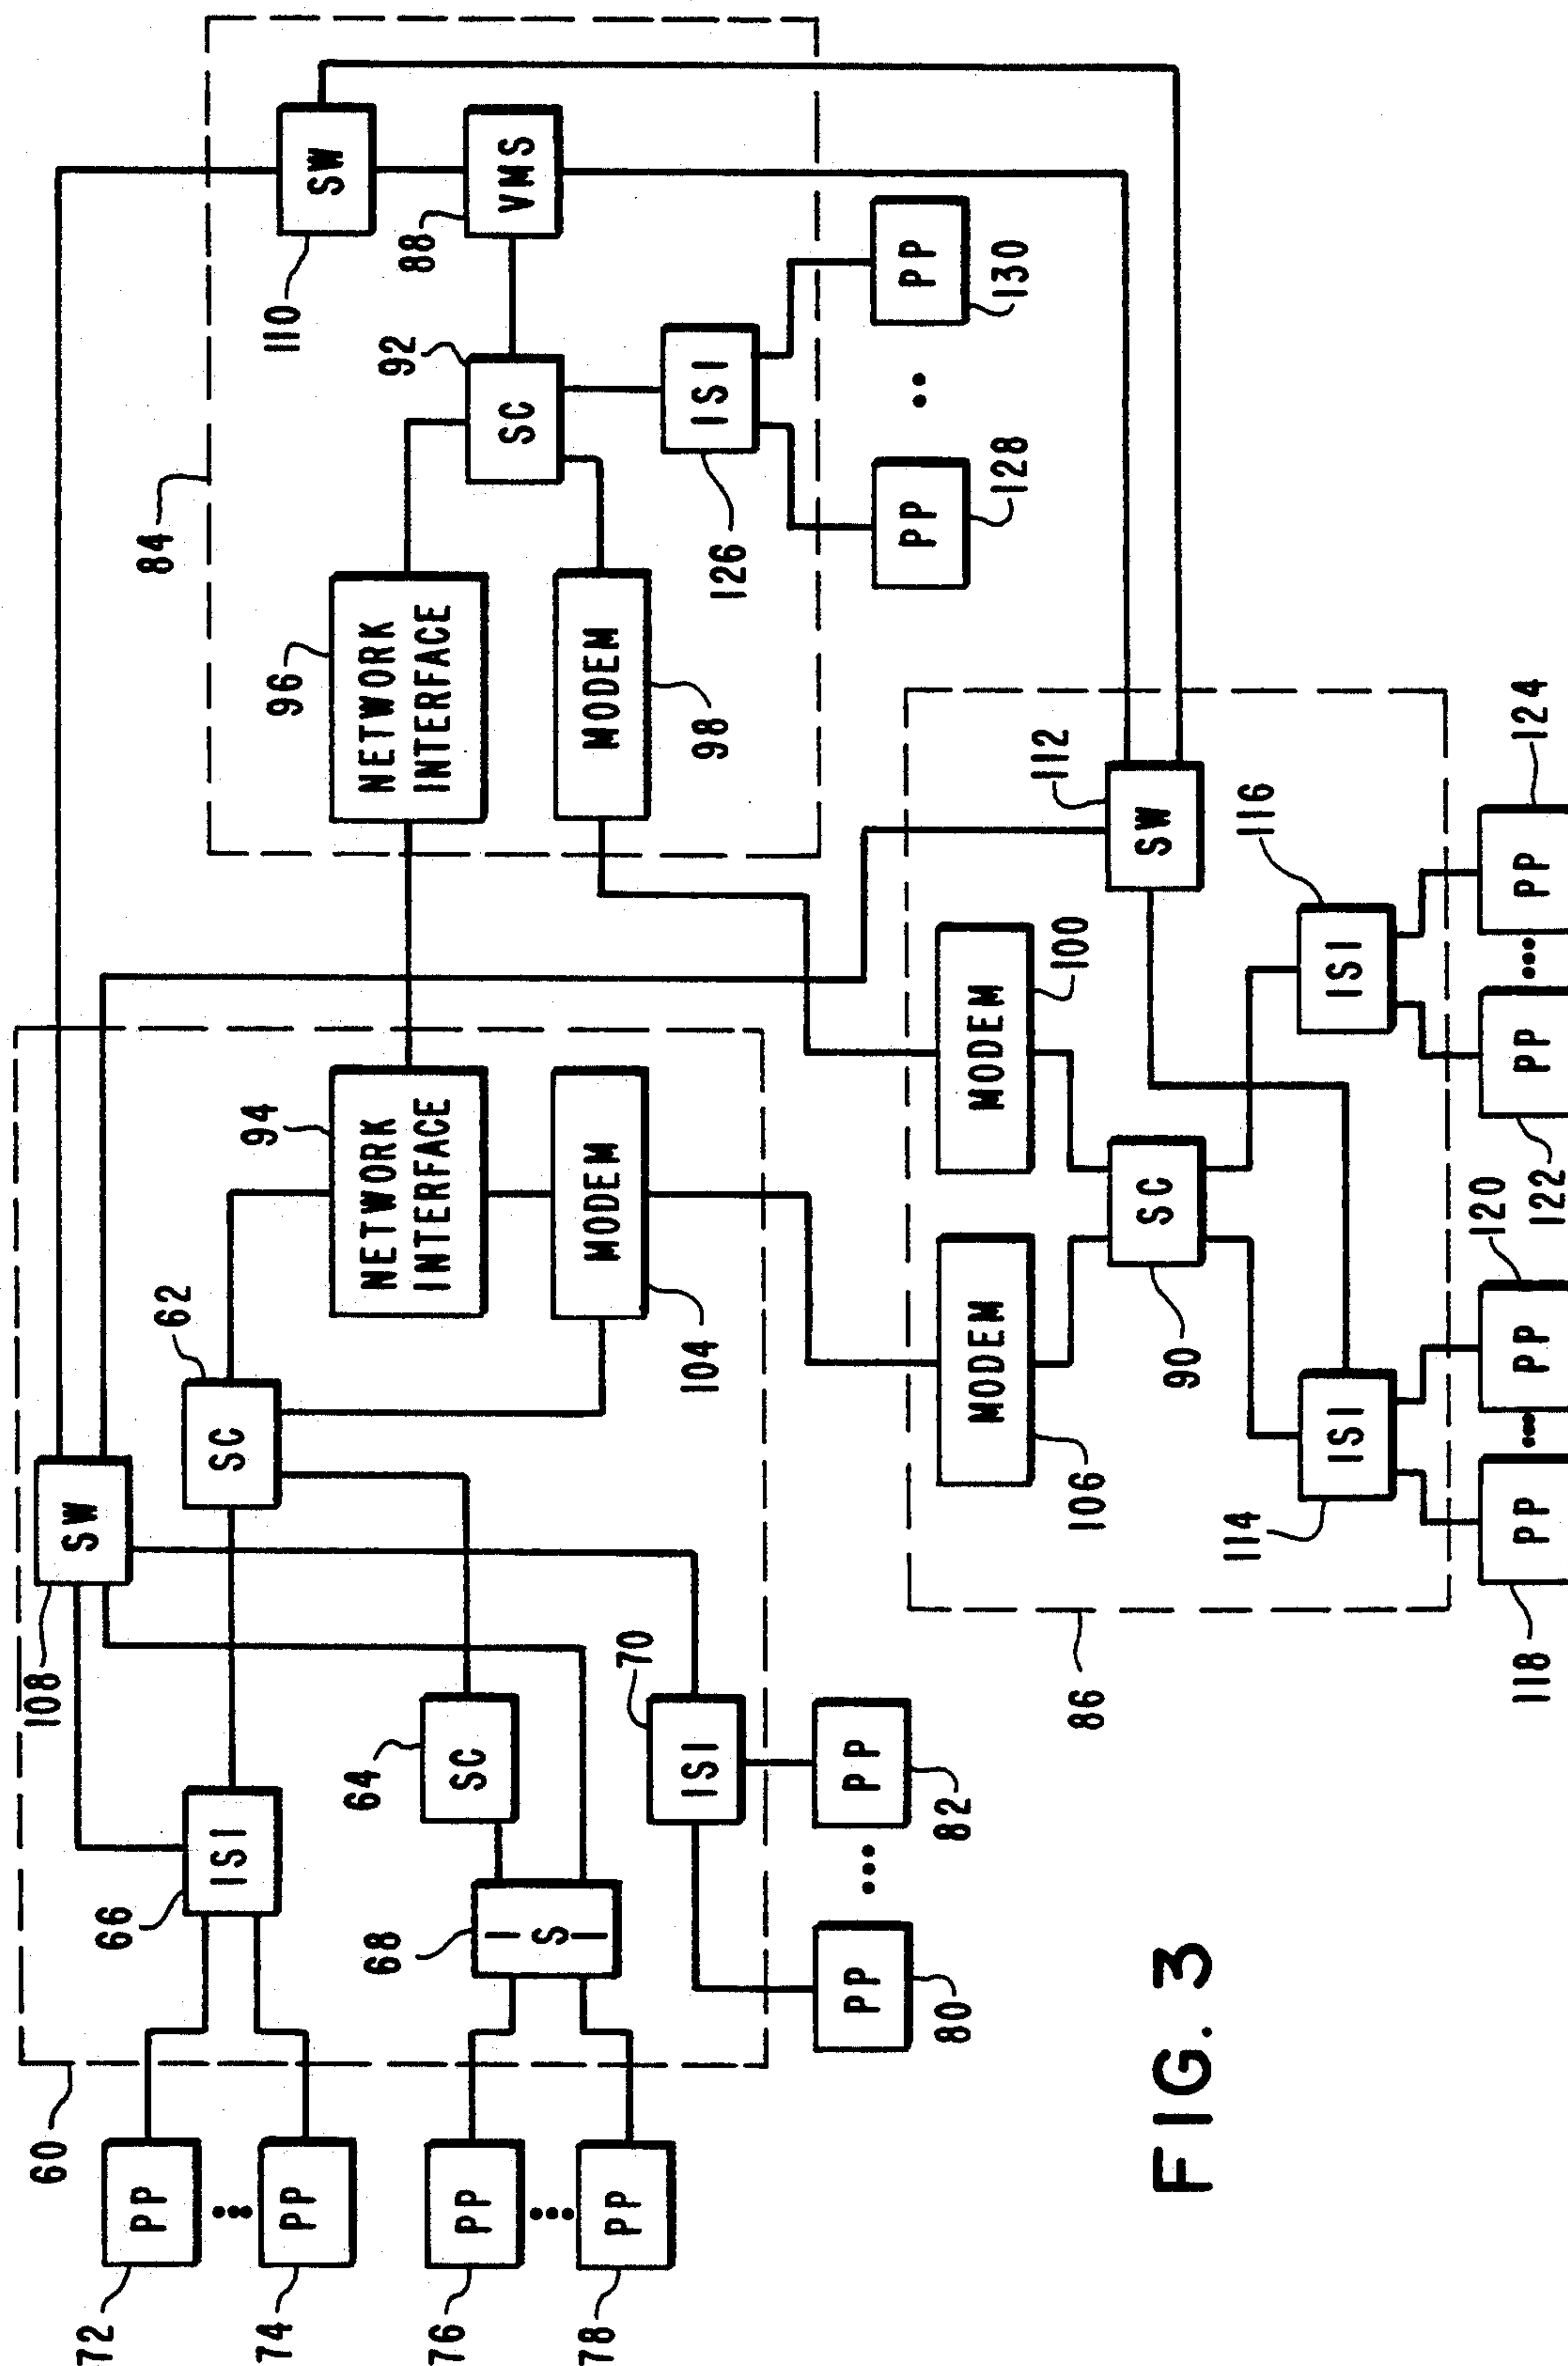 60
108
SW
62
SC
66
ISI
72
PP
74
PP
64
SC
68
ISI
76
PP
78
PP
70
ISI
80
PP
82
PP
94
NETWORK
INTERFACE
MODEM
104
84
110
SW
88
VMS
92
SC
96
NETWORK
INTERFACE
MODEM
98
126
ISI
PP
128
PP
130
86
MODEM
106
MODEM
100
SC
90
112
SW
114
ISI
116
ISI
PP
118
PP
120
PP
122
PP
124
FIG. 3